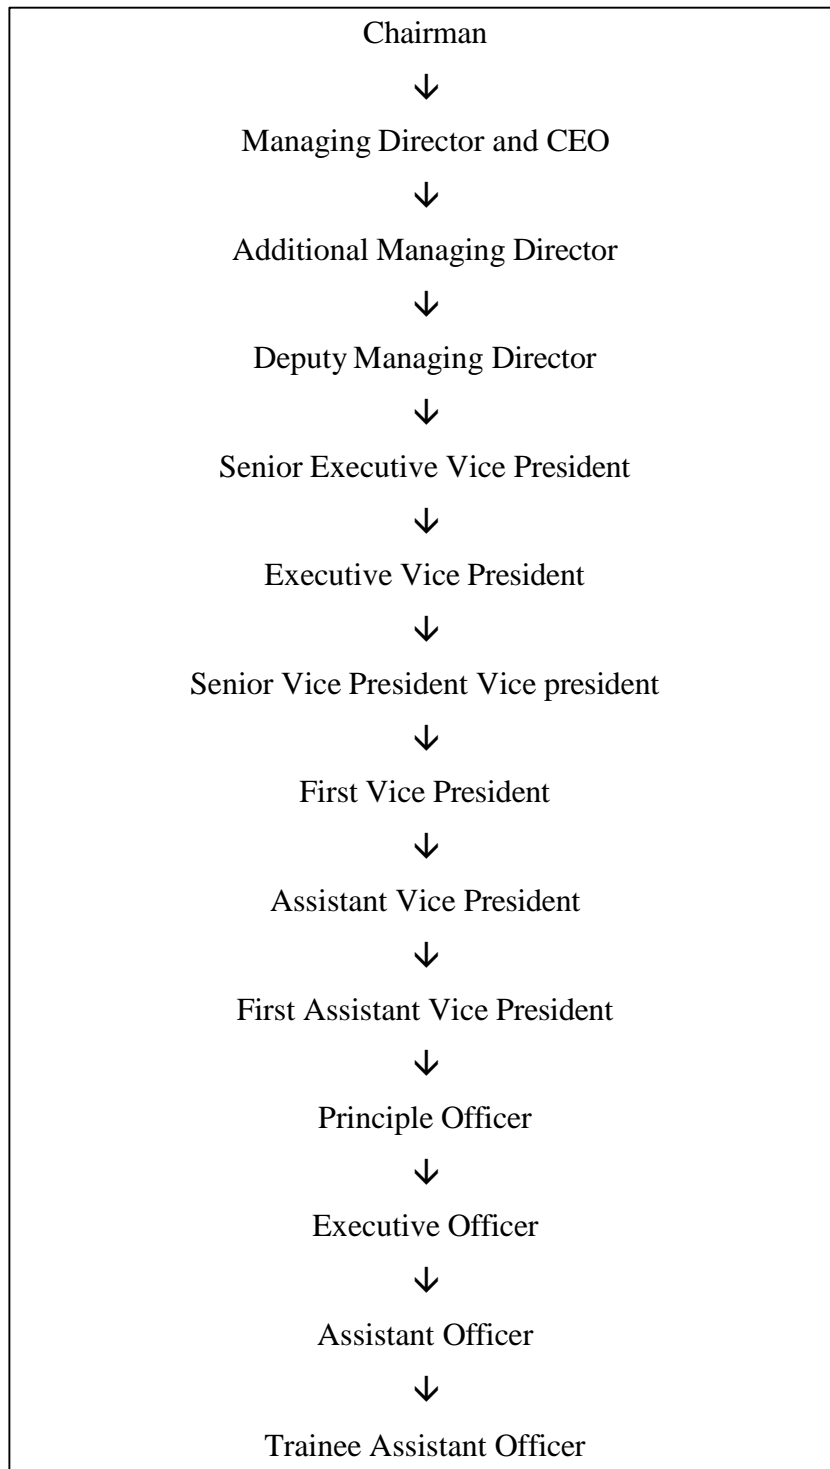 Chairman
↓
Managing Director and CEO
↓
Additional Managing Director
↓
Deputy Managing Director
↓
Senior Executive Vice President
↓
Executive Vice President
↓
Senior Vice President Vice president
↓
First Vice President
↓
Assistant Vice President
↓
First Assistant Vice President
↓
Principle Officer
↓
Executive Officer
↓
Assistant Officer
↓
Trainee Assistant Officer